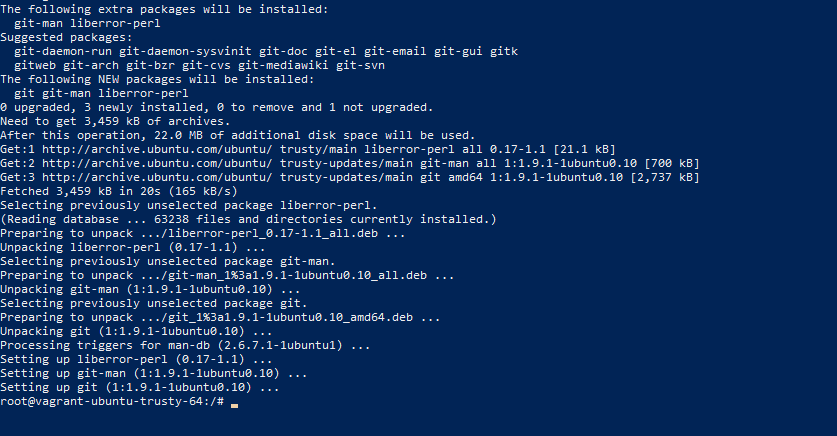 The following extra packages will be installed:
  git-man liberror-perl
Suggested packages:
  git-daemon-run git-daemon-sysvinit git-doc git-el git-email git-gui gitk
  gitweb git-arch git-bzr git-cvs git-mediawiki git-svn
The following NEW packages will be installed:
  git git-man liberror-perl
0 upgraded, 3 newly installed, 0 to remove and 1 not upgraded.
Need to get 3,459 kB of archives.
After this operation, 22.0 MB of additional disk space will be used.
Get:1 http://archive.ubuntu.com/ubuntu/ trusty/main liberror-perl all 0.17-1.1 [21.1 kB]
Get:2 http://archive.ubuntu.com/ubuntu/ trusty-updates/main git-man all 1:1.9.1-1ubuntu0.10 [700 kB]
Get:3 http://archive.ubuntu.com/ubuntu/ trusty-updates/main git amd64 1:1.9.1-1ubuntu0.10 [2,737 kB]
Fetched 3,459 kB in 20s (165 kB/s)
Selecting previously unselected package liberror-perl.
(Reading database ... 63238 files and directories currently installed.)
Preparing to unpack .../liberror-perl_0.17-1.1_all.deb ...
Unpacking liberror-perl (0.17-1.1) ...
Selecting previously unselected package git-man.
Preparing to unpack .../git-man_1%3a1.9.1-1ubuntu0.10_all.deb ...
Unpacking git-man (1:1.9.1-1ubuntu0.10) ...
Selecting previously unselected package git.
Preparing to unpack .../git_1%3a1.9.1-1ubuntu0.10_amd64.deb ...
Unpacking git (1:1.9.1-1ubuntu0.10) ...
Processing triggers for man-db (2.6.7.1-1ubuntu1) ...
Setting up liberror-perl (0.17-1.1) ...
Setting up git-man (1:1.9.1-1ubuntu0.10) ...
Setting up git (1:1.9.1-1ubuntu0.10) ...
root@vagrant-ubuntu-trusty-64:/#